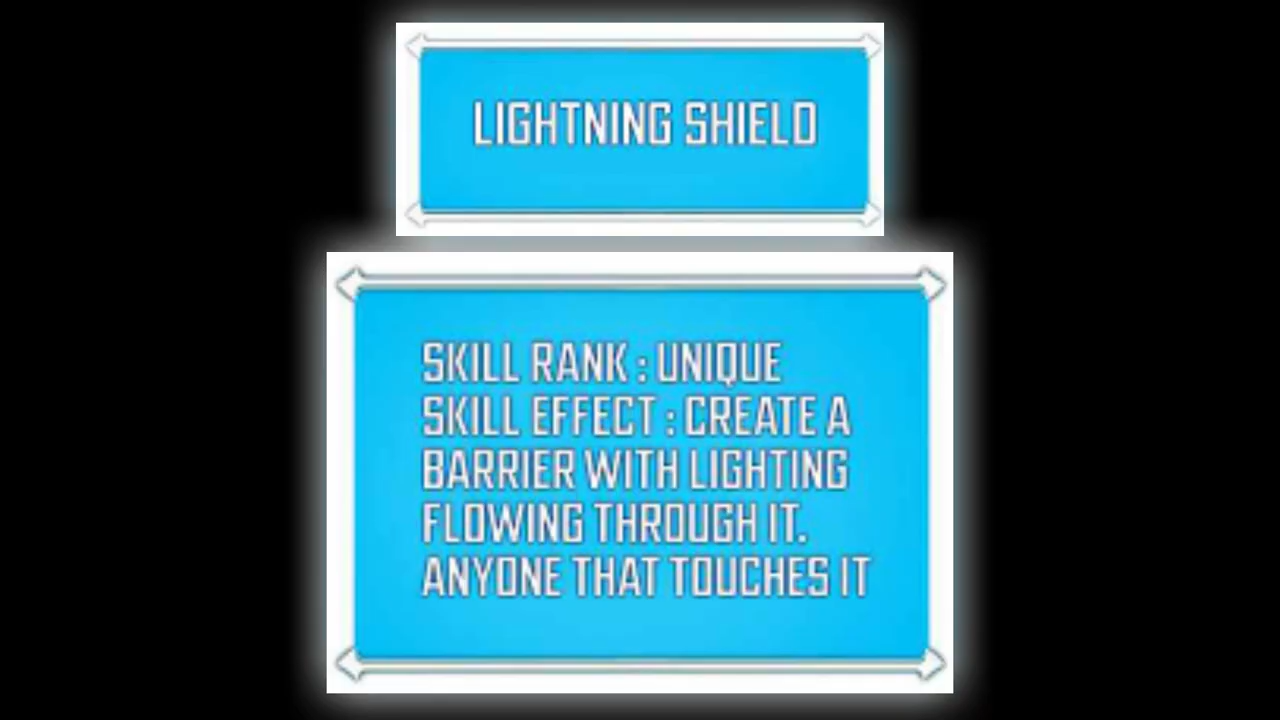 LIGHTNING SHIELD
SKILL RANK : UNIQUE
SKILL EFFECT : CREATE A
BARRIER WITH LIGHTING
FLOWING THROUGH IT.
ANYONE THAT TOUCHES IT